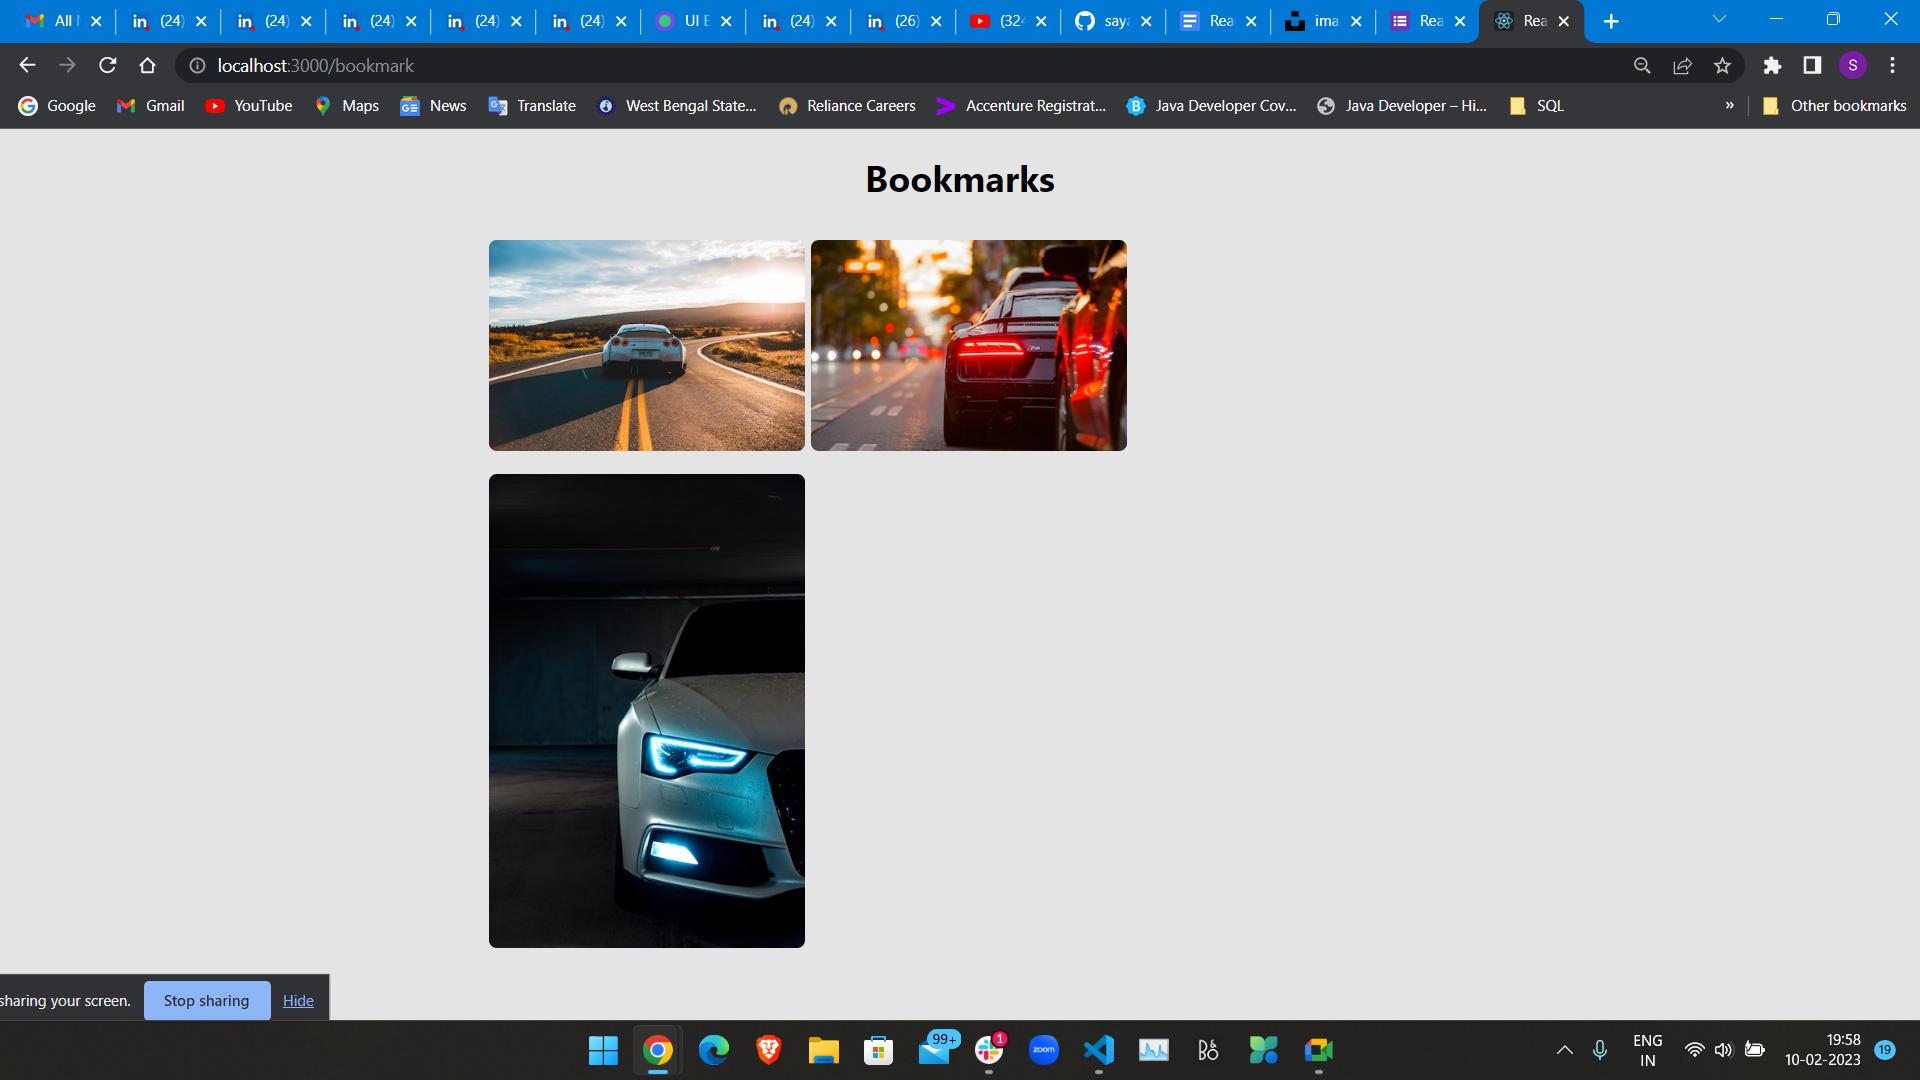 All
(24)
(24)
(24)
(24)
(24)
UI E
(24)
(26)
(324
saya
Rea
ima
Rea
Rea
localhost:3000/bookmark
S
Google
Gmail
YouTube
Maps
News
Translate
West Bengal State...
Reliance Careers
Accenture Registrat...
Java Developer Cov...
Java Developer – Hi...
SQL
»
Other bookmarks
Bookmarks
sharing your screen.
Stop sharing
Hide
99+
1
zoom
ENG
IN
19:58
10-02-2023
19